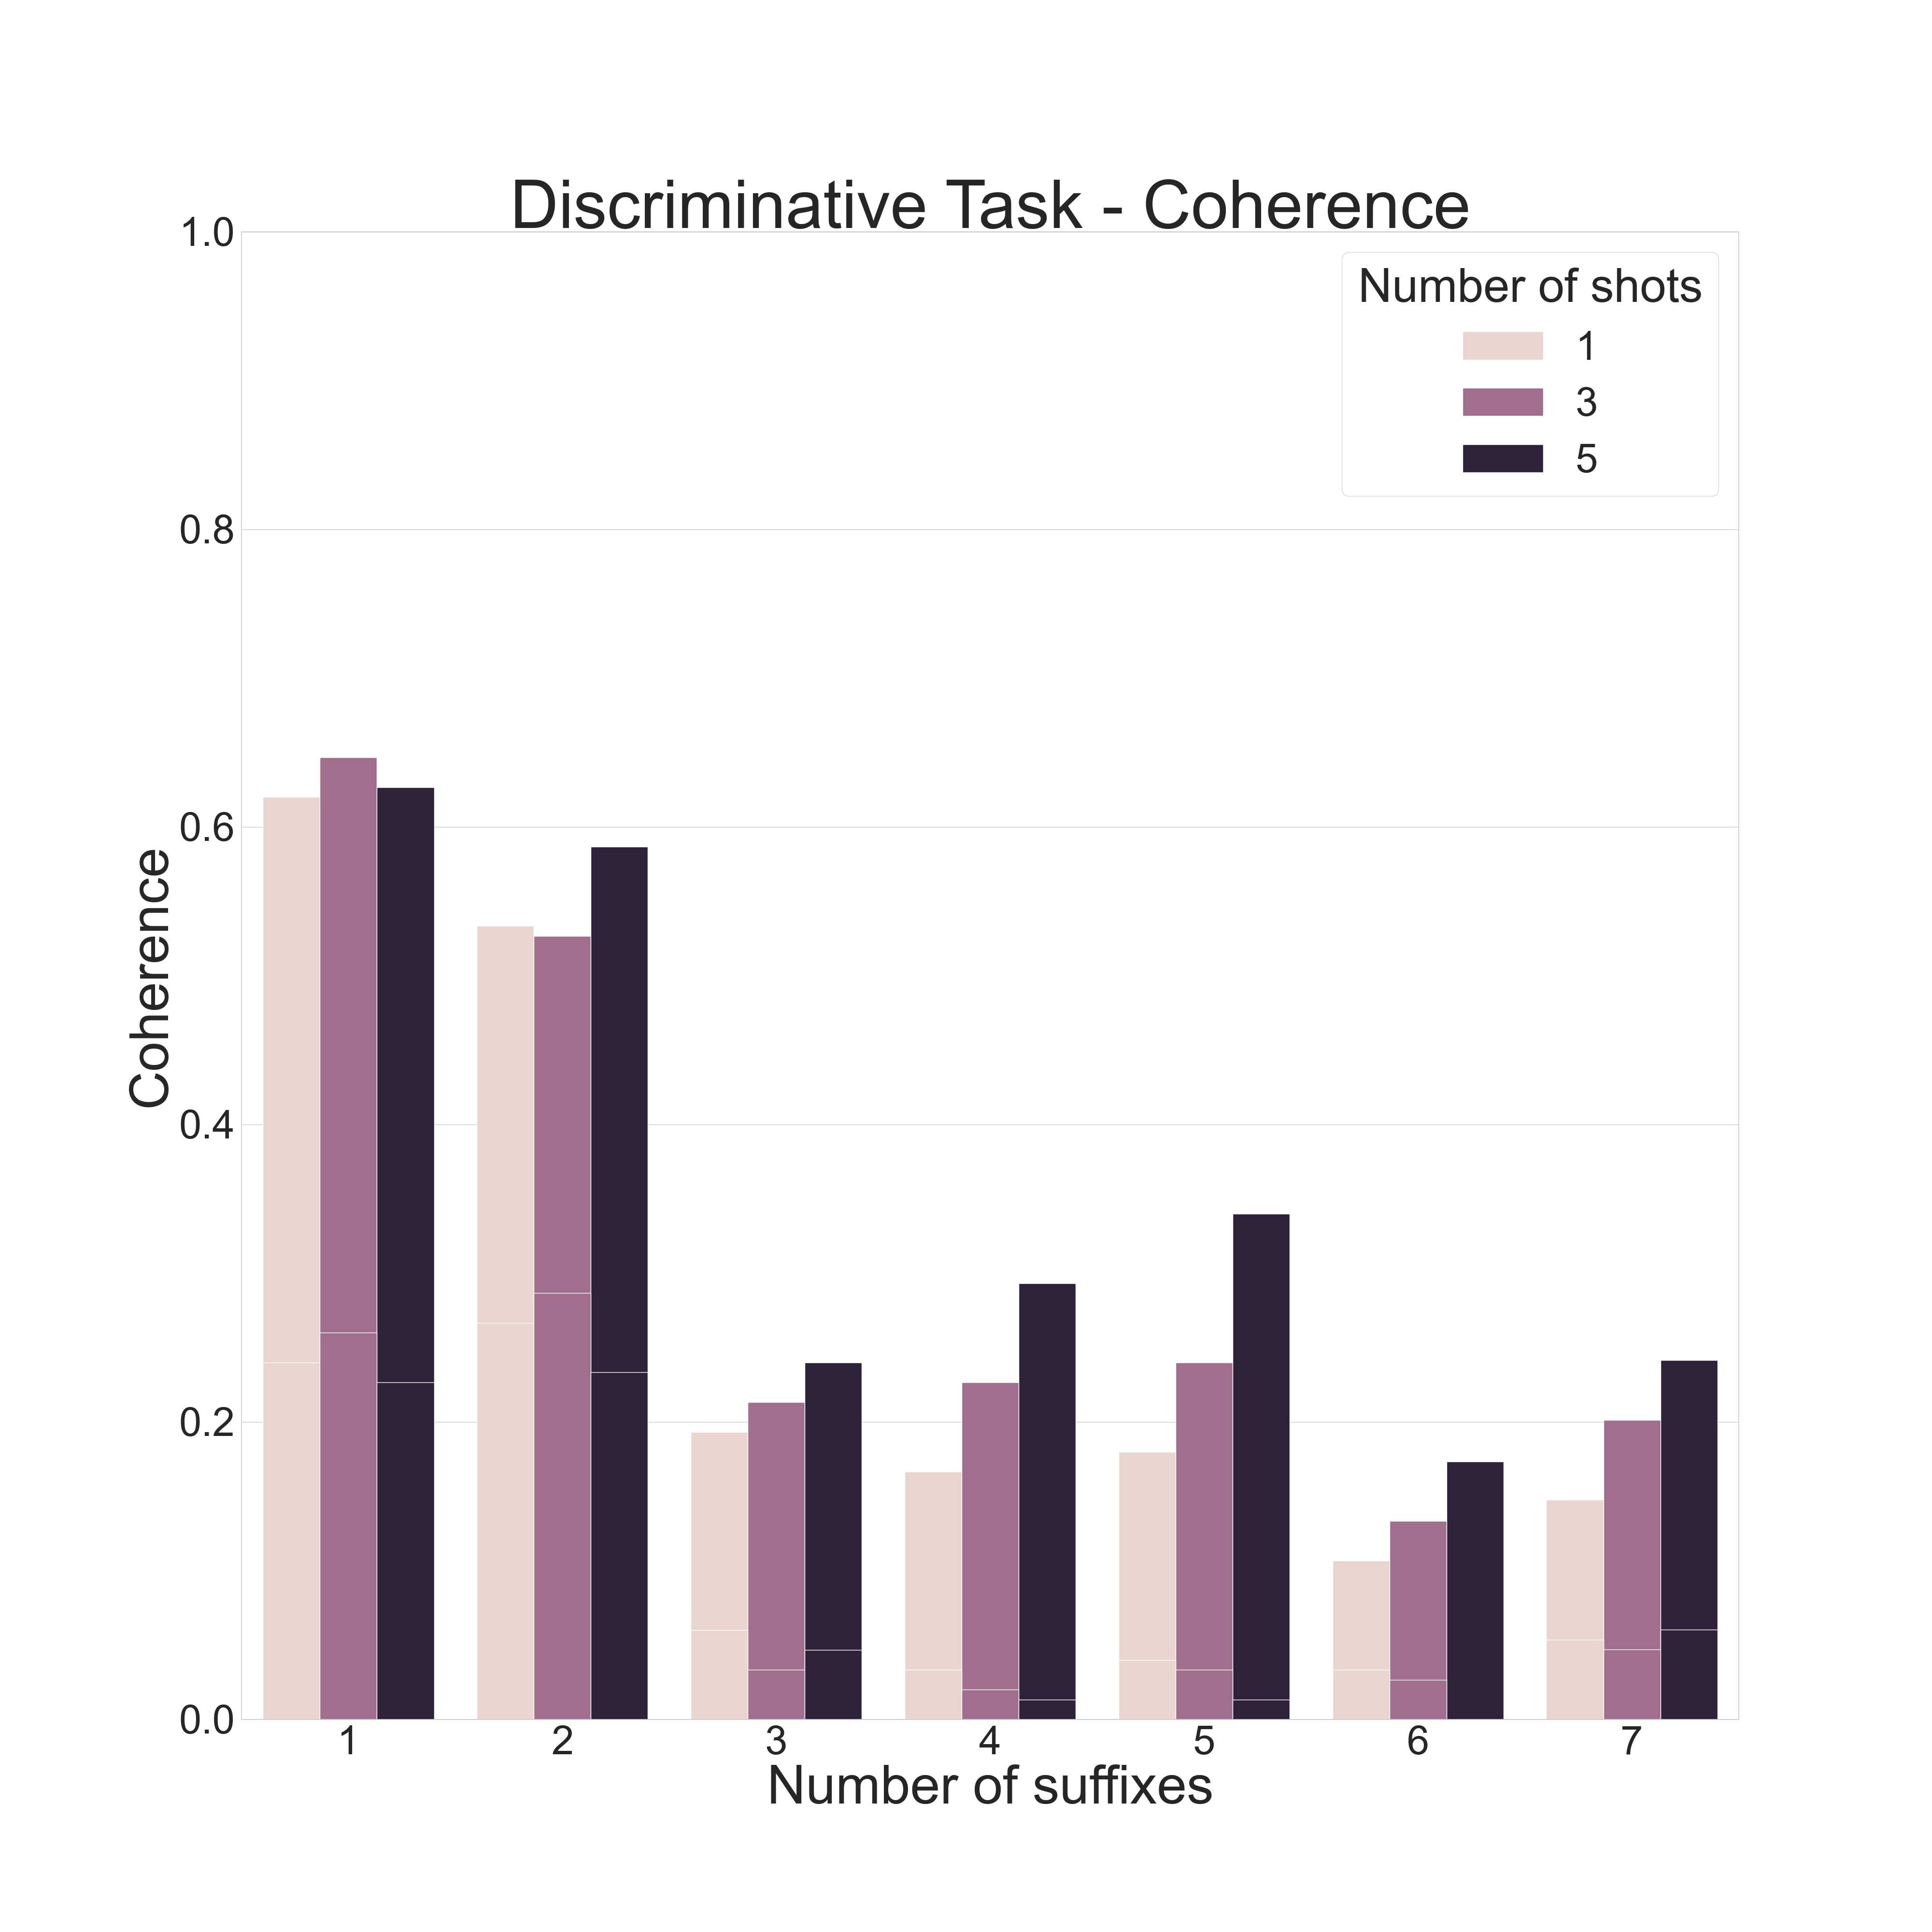 Discriminative Task - Coherence
Number of shots
1
3
5
1.0
0.8
0.6
0.4
0.2
0.0
Coherence
1 2 3 4 5 6 7
Number of suffixes